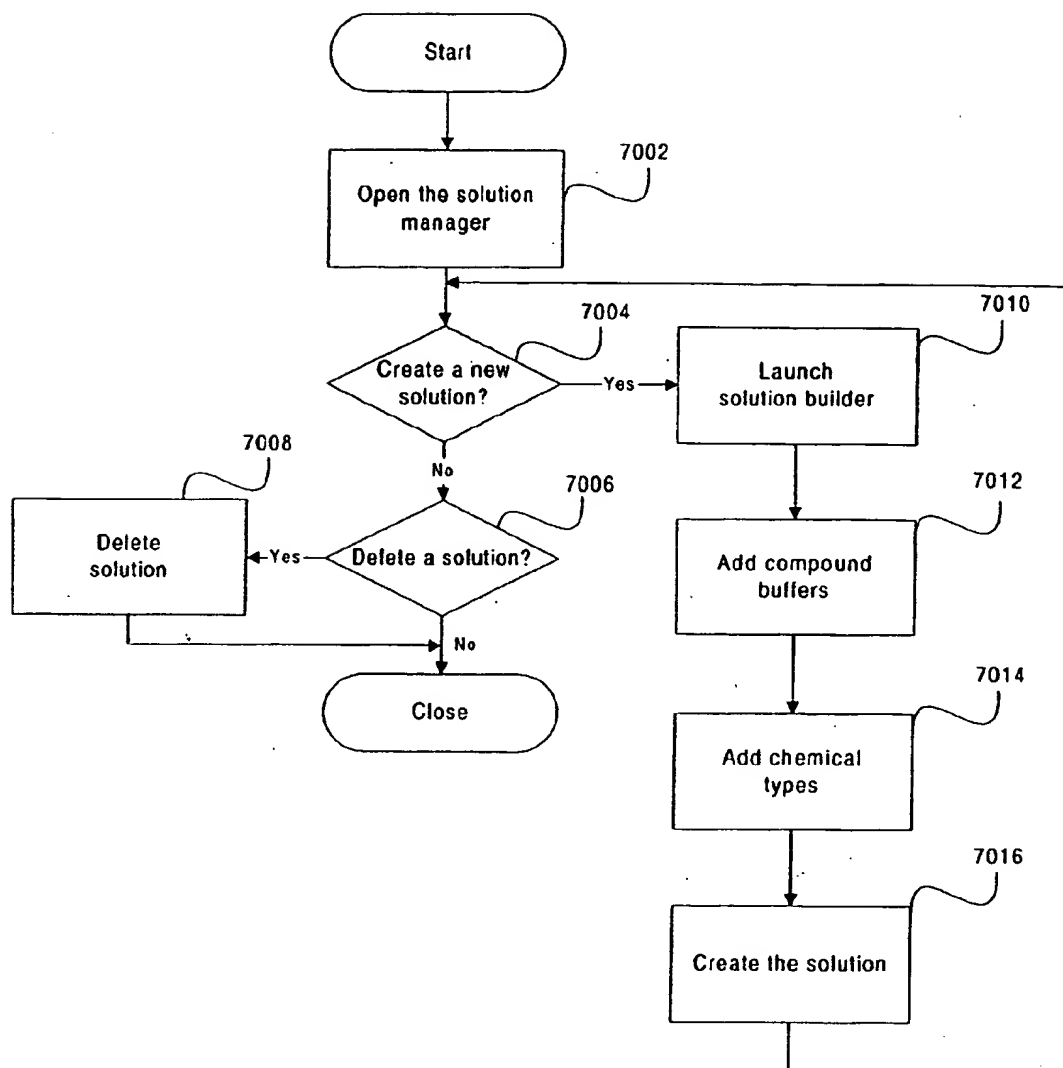 Start
7002
Open the solution
manager
7004
7010
Create a new
solution?
Yes
Launch
solution builder
No
7008
7006
7012
Delete
solution
Yes
Delete a solution?
Add compound
buffers
No
Close
7014
Add chemical
types
7016
Create the solution